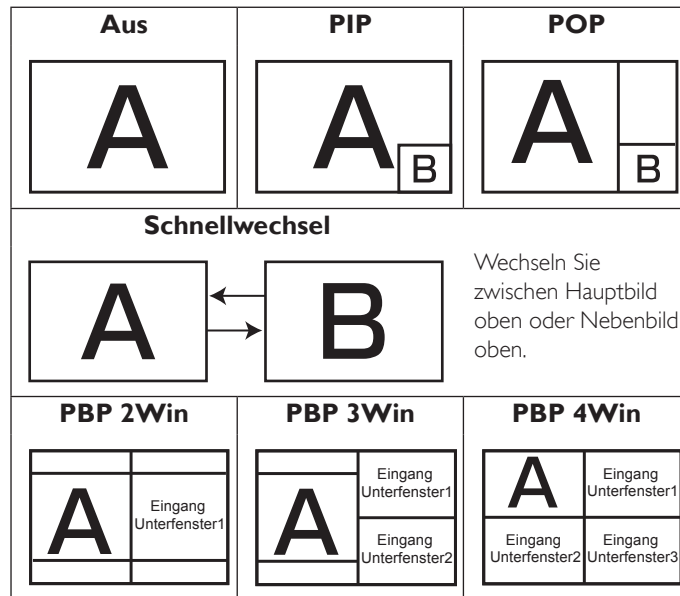 Aus
PIP
POP
A
A
B
A
B
Schnellwechsel
A
B
Wechseln Sie
zwischen Hauptbild
oben oder Nebenbild
oben.
PBP 2Win
PBP 3Win
PBP 4Win
A
Eingang
Unterfenster1
A
Eingang
Unterfenster1
Eingang
Unterfenster2
A
Eingang
Unterfenster1
Eingang
Unterfenster2
Eingang
Unterfenster3